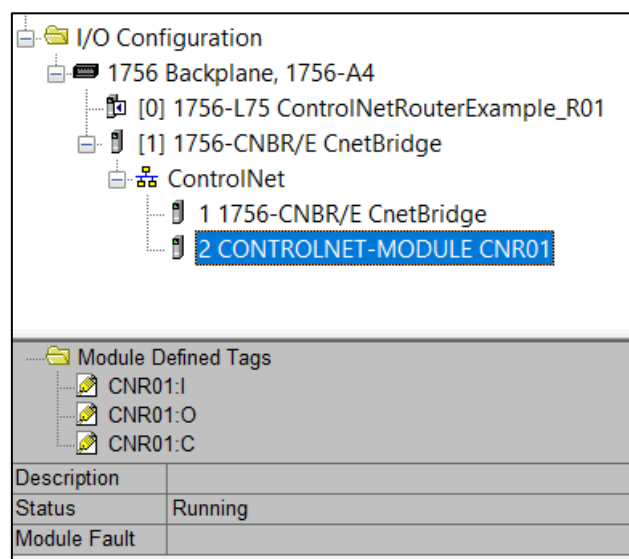 I/O Configuration
1756 Backplane, 1756-A4
[0] 1756-L75 ControlNetRouterExample_R01
[1] 1756-CNBR/E CnetBridge
ControlNet
1 1756-CNBR/E CnetBridge
2 CONTROLNET-MODULE CNR01
Module Defined Tags
CNR01:I
CNR01:O
CNR01:C
Description
Status Running
Module Fault